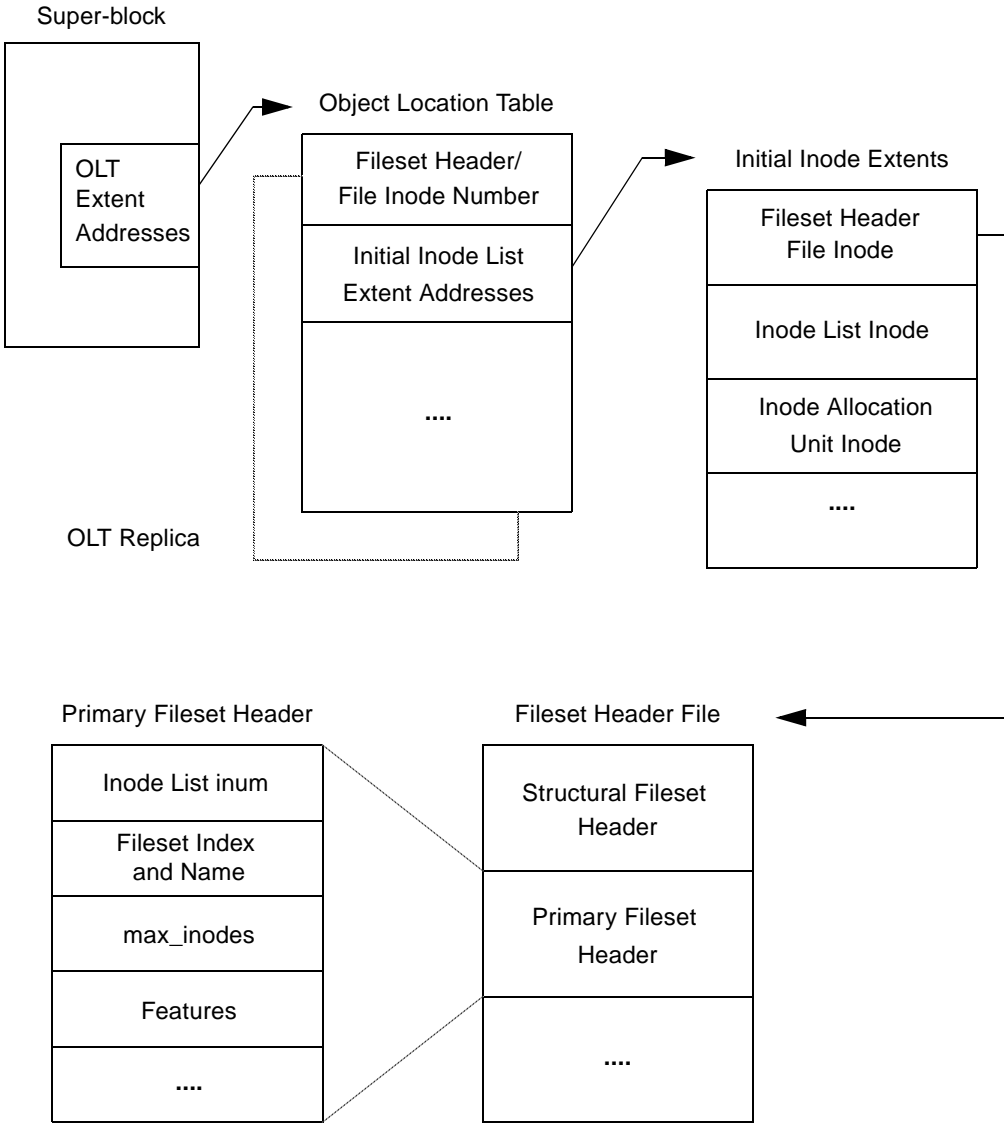 Super-block
OLT
Extent
Addresses
Object Location Table
Fileset Header/
File Inode Number
Initial Inode List
Extent Addresses
....
OLT Replica
Initial Inode Extents
Fileset Header
File Inode
Inode List Inode
Inode Allocation
Unit Inode
....
Primary Fileset Header
Inode List inum
Fileset Index
and Name
max_inodes
Features
....
Fileset Header File
Structural Fileset
Header
Primary Fileset
Header
....